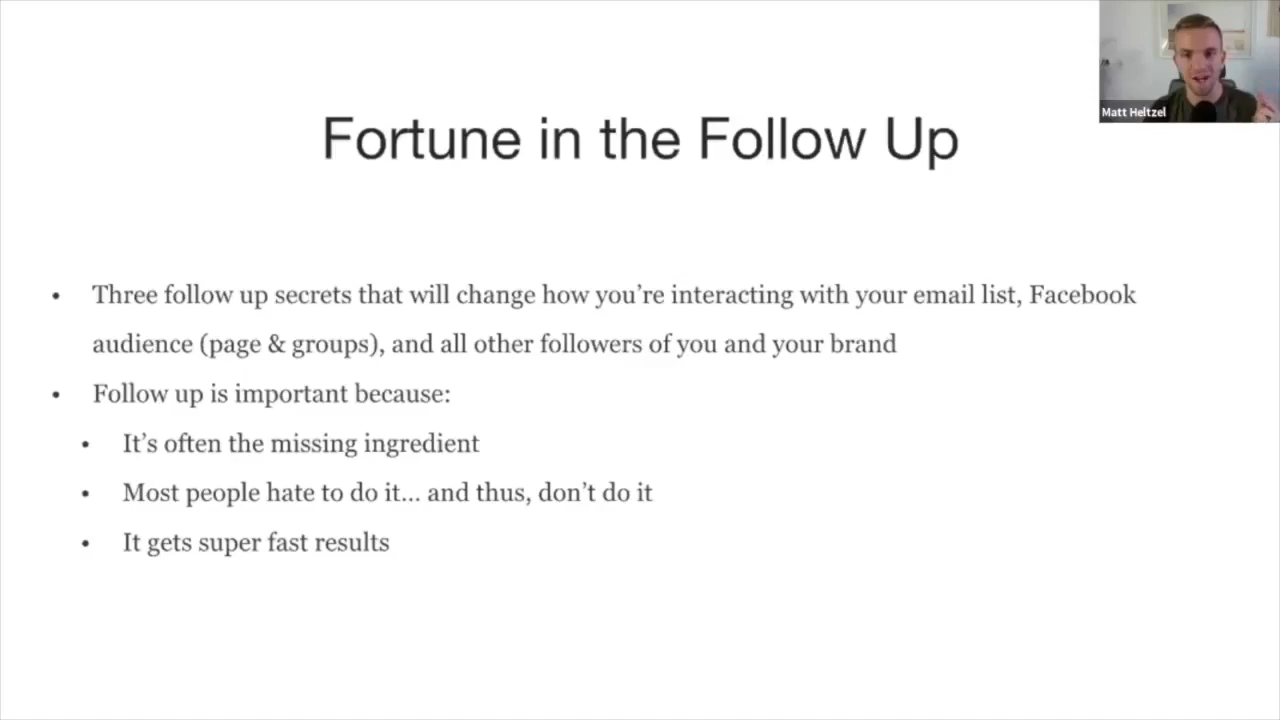 Matt Heltzel
Fortune in the Follow Up
• Three follow up secrets that will change how you’re interacting with your email list, Facebook
audience (page & groups), and all other followers of you and your brand
• Follow up is important because:
• It’s often the missing ingredient
• Most people hate to do it… and thus, don’t do it
• It gets super fast results